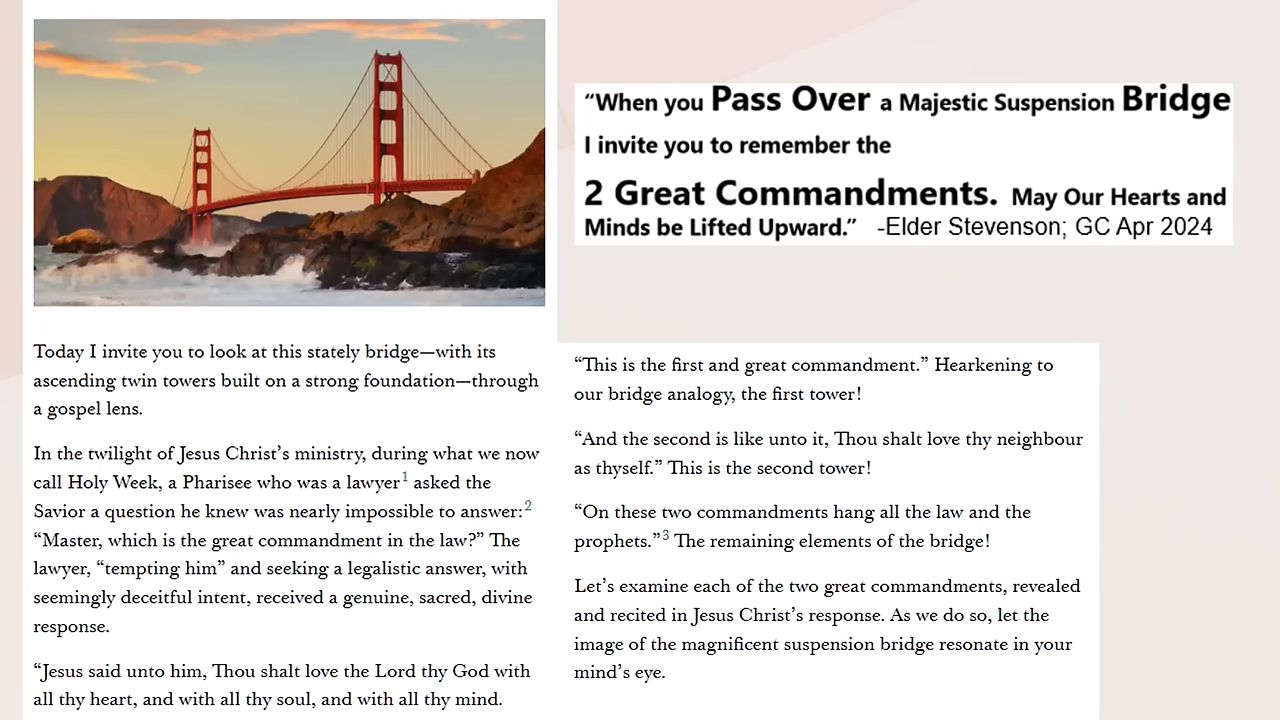 “When you Pass Over a Majestic Suspension Bridge
I invite you to remember the
2 Great Commandments. May Our Hearts and
Minds be Lifted Upward.” -Elder Stevenson; GC Apr 2024
Today I invite you to look at this stately bridge—with its
ascending twin towers built on a strong foundation—through
a gospel lens.
In the twilight of Jesus Christ’s ministry, during what we now
call Holy Week, a Pharisee who was a lawyer1 asked the
Savior a question he knew was nearly impossible to answer:2
“Master, which is the great commandment in the law?” The
lawyer, “tempting him” and seeking a legalistic answer, with
seemingly deceitful intent, received a genuine, sacred, divine
response.
“Jesus said unto him, Thou shalt love the Lord thy God with
all thy heart, and with all thy soul, and with all thy mind.
“This is the first and great commandment.” Hearkening to
our bridge analogy, the first tower!
“And the second is like unto it, Thou shalt love thy neighbour
as thyself.” This is the second tower!
“On these two commandments hang all the law and the
prophets.”3 The remaining elements of the bridge!
Let’s examine each of the two great commandments, revealed
and recited in Jesus Christ’s response. As we do so, let the
image of the magnificent suspension bridge resonate in your
mind’s eye.